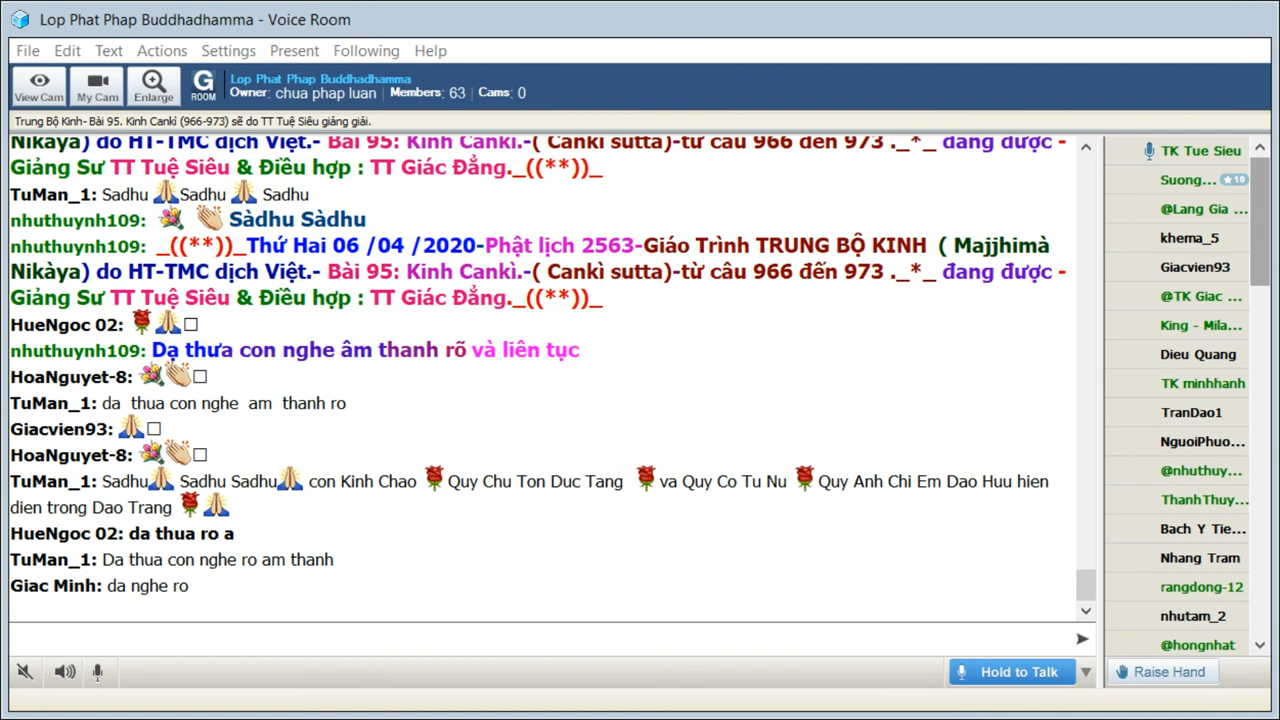 Lop Phat Phap Buddhadhamma - Voice Room
File Edit Text Actions Settings Present Following Help
View Cam My Cam Enlarge G ROOM
Lop Phat Phap Buddhadhamma
Owner: chua phap luan Members: 63 Cams: 0
Trung Bộ Kinh- Bài 95. Kinh Cankì (966-973) sẽ do TT Tuệ Siêu giảng giải.
Nikàya) do HT-TMC dịch Việt.- Bài 95: Kinh Cankì.-( Cankì sutta)-từ câu 966 đến 973 ._*_ đang được -
Giảng Sư TT Tuệ Siêu & Điều hợp : TT Giác Đẳng._((**))_
TuMan_1: Sadhu Sadhu Sadhu
nhuthuynh109: Sàdhu Sàdhu
nhuthuynh109: _((**))_Thứ Hai 06 /04 /2020-Phật lịch 2563-Giáo Trình TRUNG BỘ KINH ( Majjhimà
Nikàya) do HT-TMC dịch Việt.- Bài 95: Kinh Cankì.-( Cankì sutta)-từ câu 966 đến 973 ._*_ đang được -
Giảng Sư TT Tuệ Siêu & Điều hợp : TT Giác Đẳng._((**))_
HueNgoc 02:
nhuthuynh109: Dạ thưa con nghe âm thanh rõ và liên tục
HoaNguyet-8:
TuMan_1: da thua con nghe am thanh ro
Giacvien93:
HoaNguyet-8:
TuMan_1: Sadhu Sadhu Sadhu con Kinh Chao Quy Chu Ton Duc Tang va Quy Co Tu Nu Quy Anh Chi Em Dao Huu hien
dien trong Dao Trang
HueNgoc 02: da thua ro a
TuMan_1: Da thua con nghe ro am thanh
Giac Minh: da nghe ro
TK Tue Sieu
Suong... 10
@Lang Gia ...
khema_5
Giacvien93
@TK Giac ...
King - Mila...
Dieu Quang
TK minhhanh
TranDao1
NguoiPhuo...
@nhuthuy...
ThanhThuy...
Bach Y Tie...
Nhang Tram
rangdong-12
nhutam_2
@hongnhat
Hold to Talk
Raise Hand